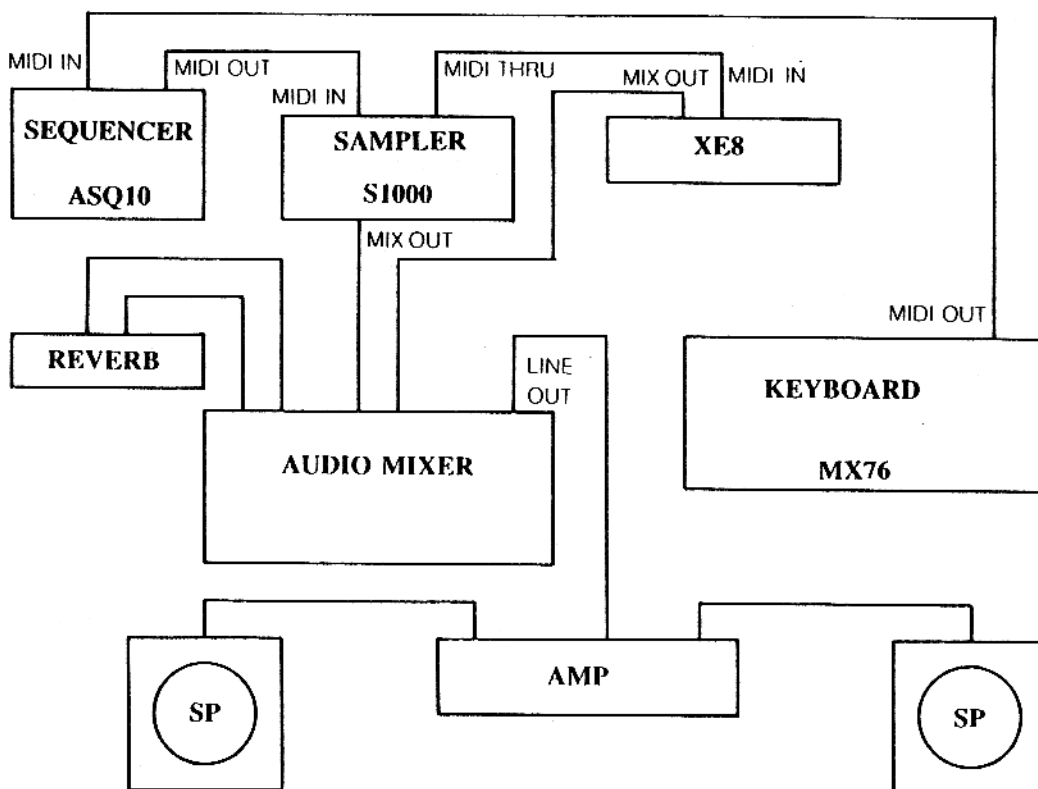 MIDI IN
MIDI OUT
MIDI IN
MIDI THRU
MIX OUT
MIDI IN
SEQUENCER
ASQ10
SAMPLER
S1000
XE8
MIX OUT
MIDI OUT
REVERB
LINE
OUT
KEYBOARD
MX76
AUDIO MIXER
AMP
SP
SP